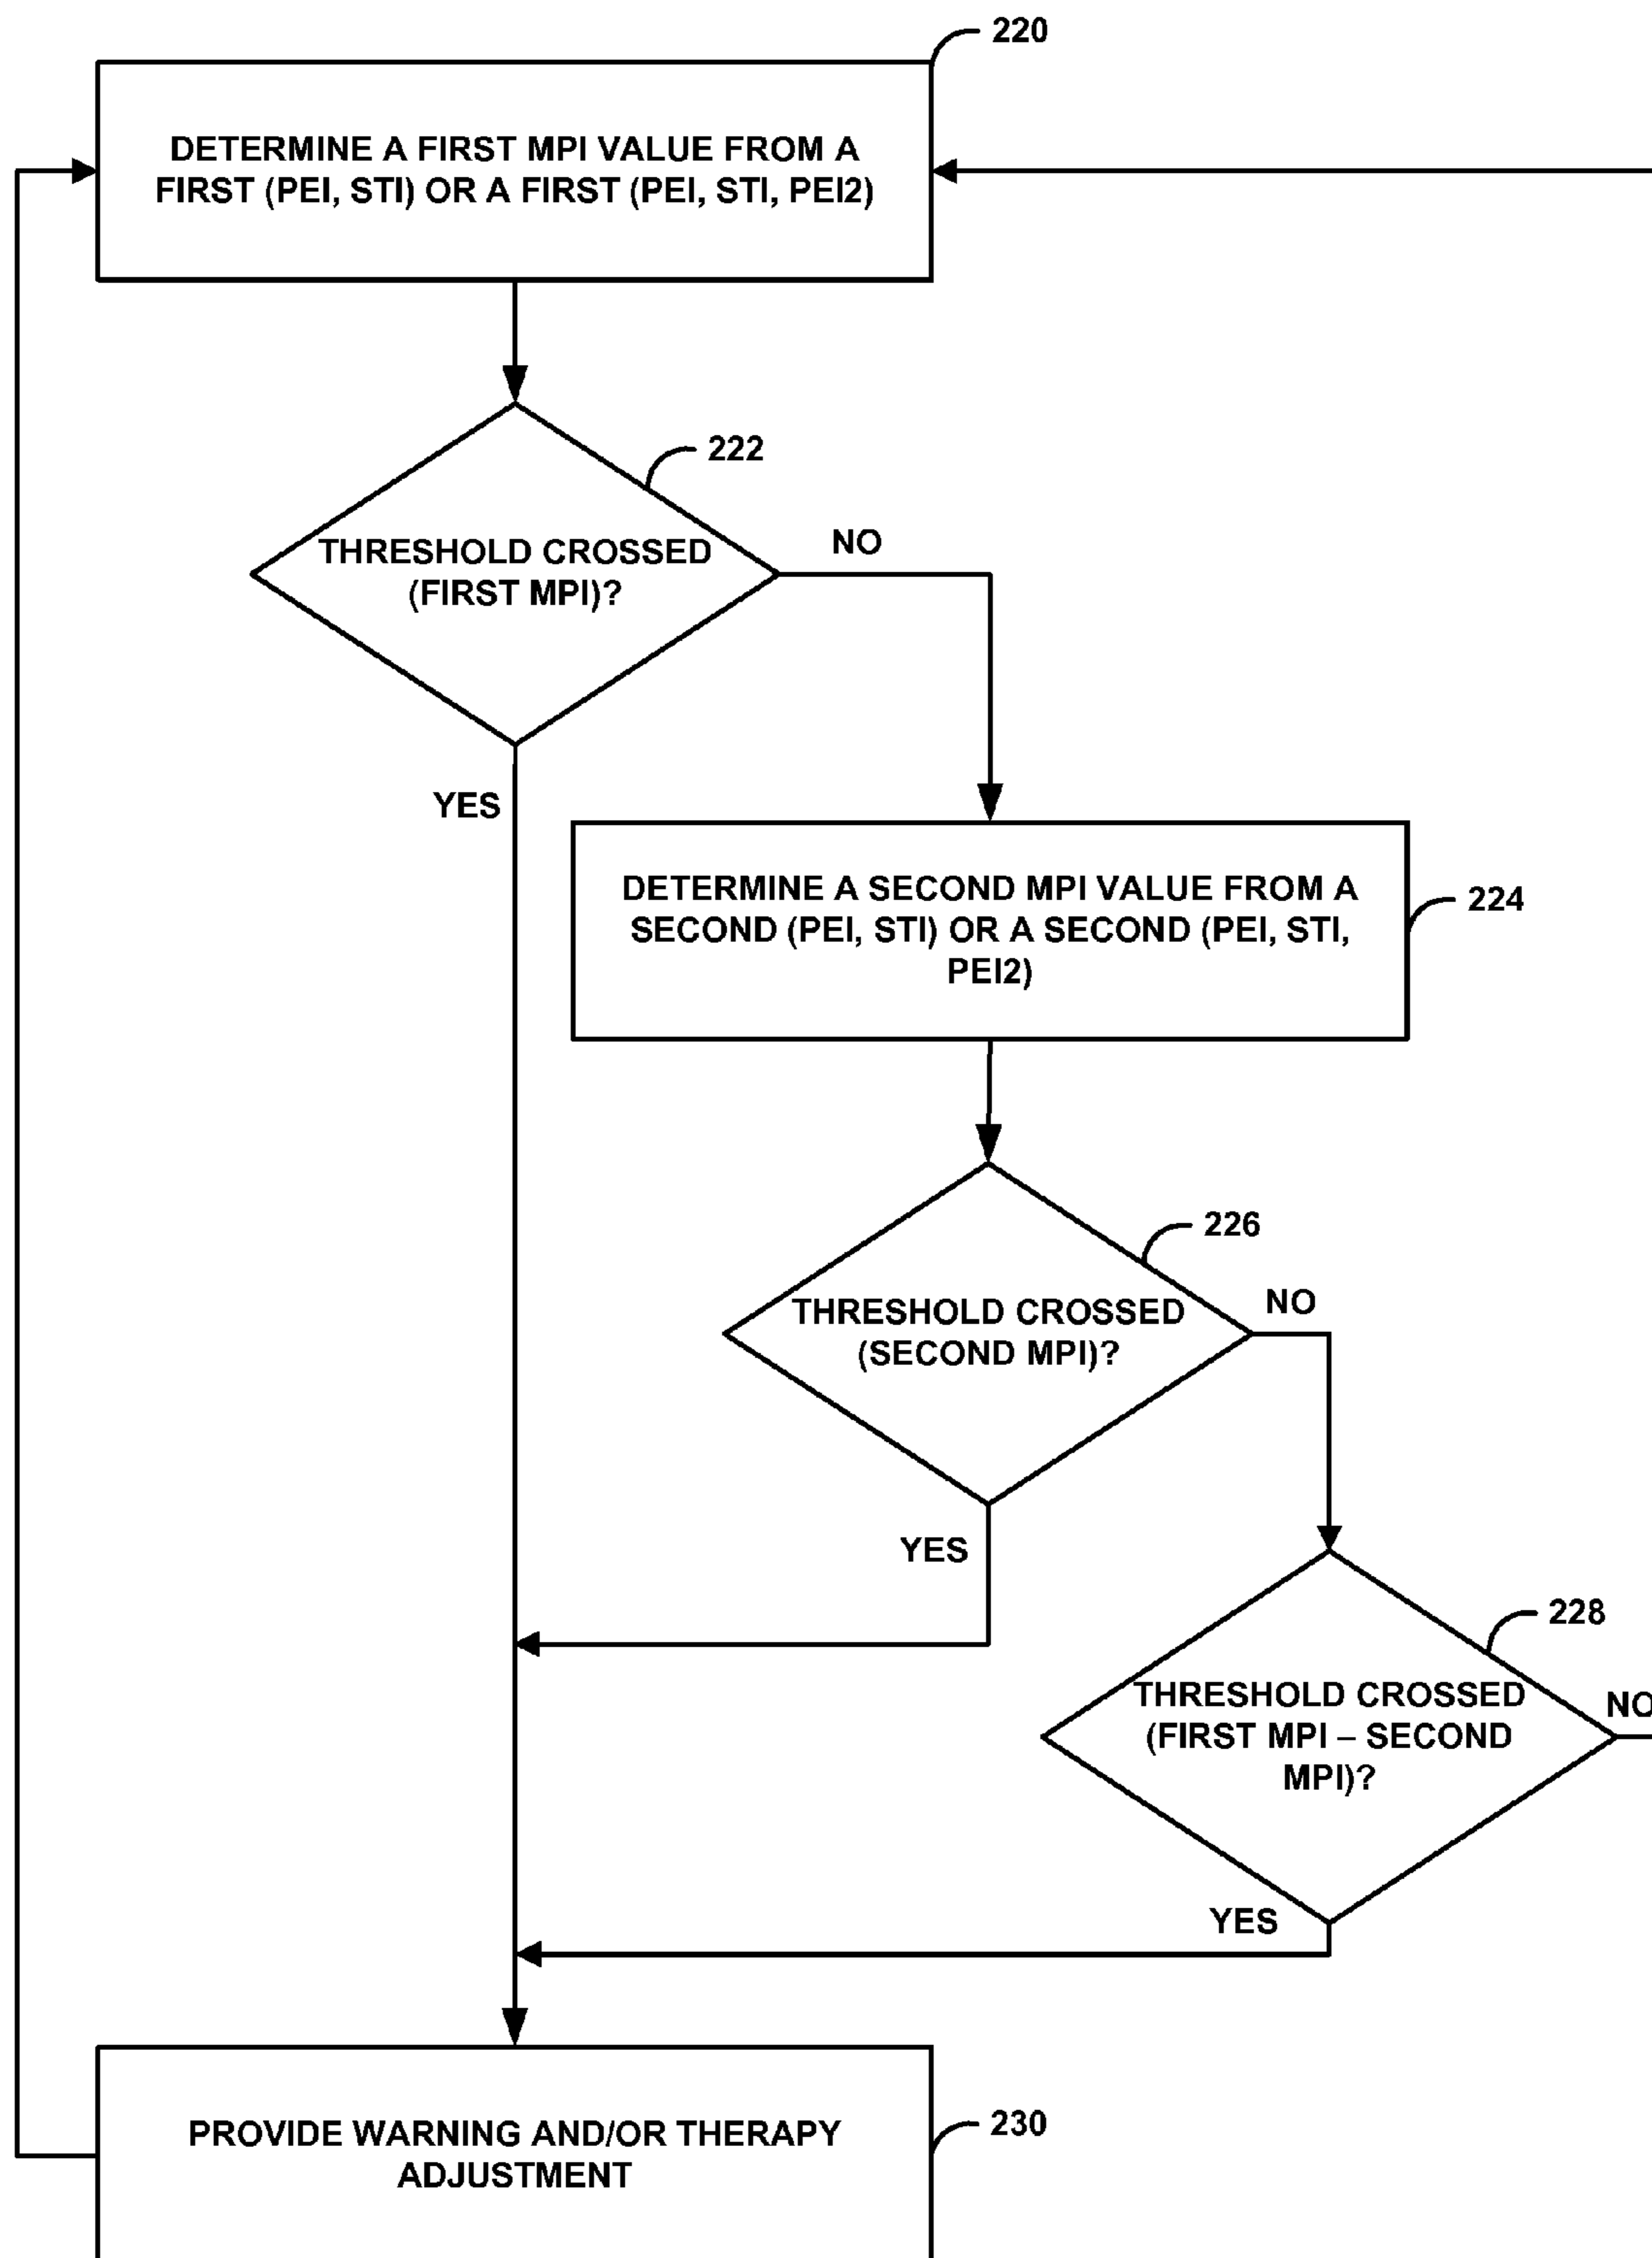 220
DETERMINE A FIRST MPI VALUE FROM A
FIRST (PEI, STI) OR A FIRST (PEI, STI, PEI2)
222
THRESHOLD CROSSED
(FIRST MPI)?
NO
YES
DETERMINE A SECOND MPI VALUE FROM A
SECOND (PEI, STI) OR A SECOND (PEI, STI,
PEI2)
224
226
THRESHOLD CROSSED
(SECOND MPI)?
NO
YES
228
THRESHOLD CROSSED
(FIRST MPI – SECOND
MPI)?
NO
YES
PROVIDE WARNING AND/OR THERAPY
ADJUSTMENT
230